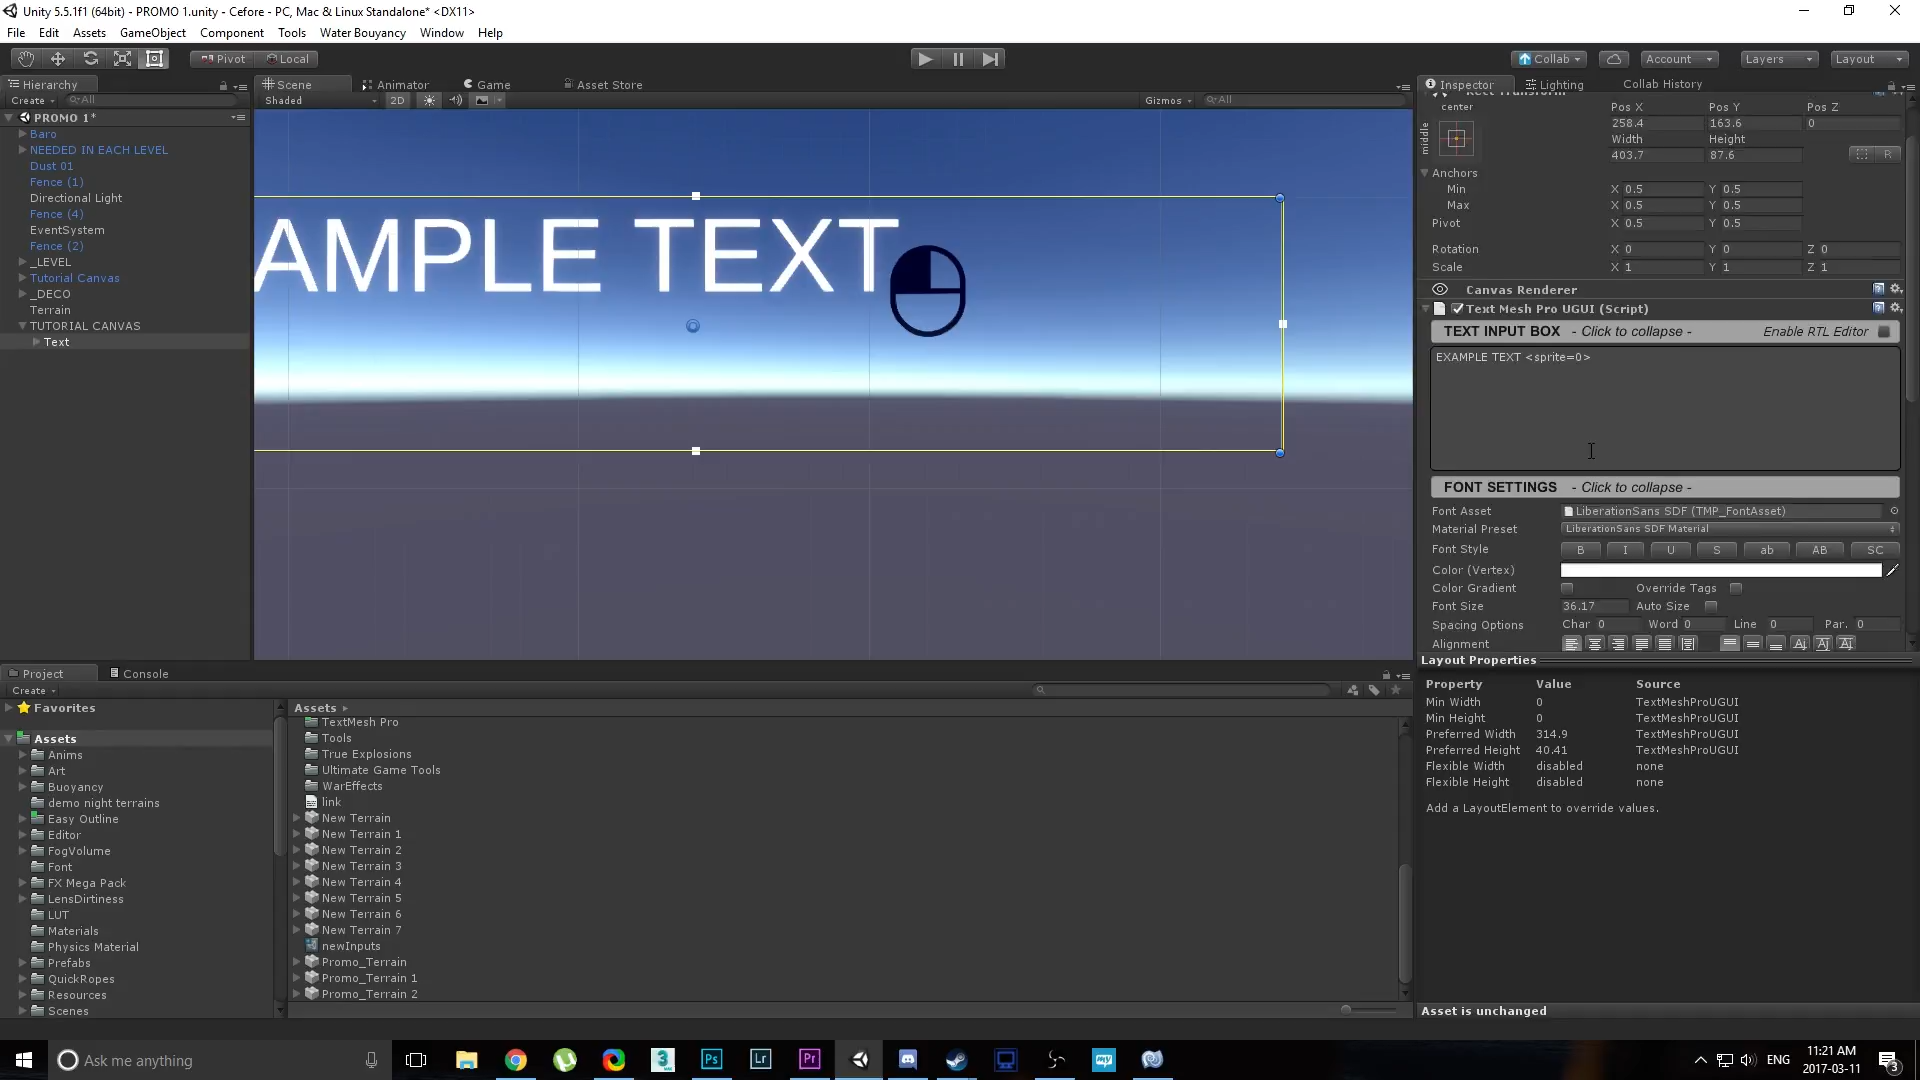 Unity 5.5.1f1 (64bit) - PROMO 1.unity - Cefore - PC, Mac & Linux Standalone* <DX11>
File Edit Assets GameObject Component Tools Water Bouyancy Window Help
Pivot Local Collab Account Layers Layout
Hierarchy
Create All
PROMO 1*
Baro
NEEDED IN EACH LEVEL
Dust 01
Fence (1)
Directional Light
Fence (4)
EventSystem
Fence (2)
_LEVEL
Tutorial Canvas
_DECO
Terrain
TUTORIAL CANVAS
Text
Scene Animator Game Asset Store
Shaded 2D Gizmos All
AMPLE TEXT
Inspector Lighting Collab History
Rect Transform
center Pos X Pos Y Pos Z
middle 258.4 163.6 0
Width Height
403.7 87.6 R
Anchors
Min X 0.5 Y 0.5
Max X 0.5 Y 0.5
Pivot X 0.5 Y 0.5
Rotation X 0 Y 0 Z 0
Scale X 1 Y 1 Z 1
Canvas Renderer
Text Mesh Pro UGUI (Script)
TEXT INPUT BOX - Click to collapse - Enable RTL Editor
EXAMPLE TEXT <sprite=0>
FONT SETTINGS - Click to collapse -
Font Asset LiberationSans SDF (TMP_FontAsset)
Material Preset LiberationSans SDF Material
Font Style B I U S ab AB SC
Color (Vertex)
Color Gradient Override Tags
Font Size 36.17 Auto Size
Spacing Options Char 0 Word 0 Line 0 Par. 0
Alignment
Layout Properties
Property Value Source
Min Width 0 TextMeshProUGUI
Min Height 0 TextMeshProUGUI
Preferred Width 314.9 TextMeshProUGUI
Preferred Height 40.41 TextMeshProUGUI
Flexible Width disabled none
Flexible Height disabled none
Add a LayoutElement to override values.
Asset is unchanged
Project Console
Create
Favorites
Assets
Anims
Art
Buoyancy
demo night terrains
Easy Outline
Editor
FogVolume
Font
FX Mega Pack
LensDirtiness
LUT
Materials
Physics Material
Prefabs
QuickRopes
Resources
Scenes
Assets
TextMesh Pro
Tools
True Explosions
Ultimate Game Tools
WarEffects
link
New Terrain
New Terrain 1
New Terrain 2
New Terrain 3
New Terrain 4
New Terrain 5
New Terrain 6
New Terrain 7
newInputs
Promo_Terrain
Promo_Terrain 1
Promo_Terrain 2
Ask me anything 3 Ps Lr Pr ENG 11:21 AM
2017-03-11 3